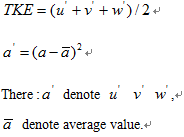 TKE = (u' + v' + w') / 2↵
a' = (a − a̅)²↵
There : a' denote u' v' w',↵
a̅ denote average value.↵